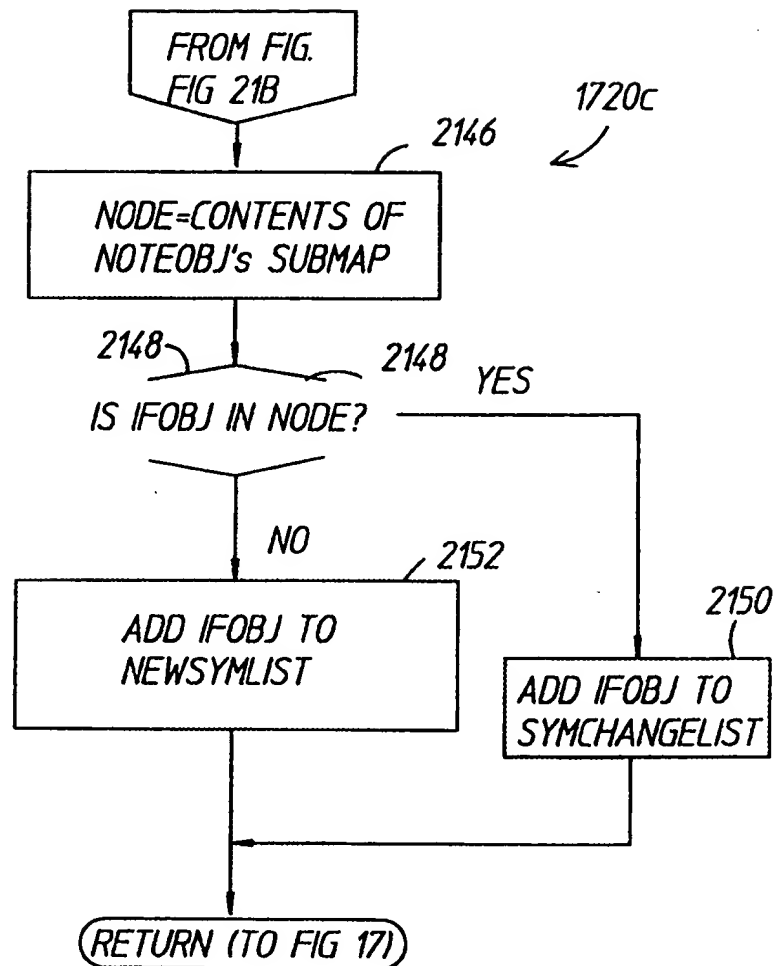 FROM FIG.
FIG 21B
1720c
2146
NODE=CONTENTS OF
NOTEOBJ's SUBMAP
2148
2148
YES
IS IFOBJ IN NODE?
NO
2152
ADD IFOBJ TO
NEWSYMLIST
2150
ADD IFOBJ TO
SYMCHANGELIST
RETURN (TO FIG 17)